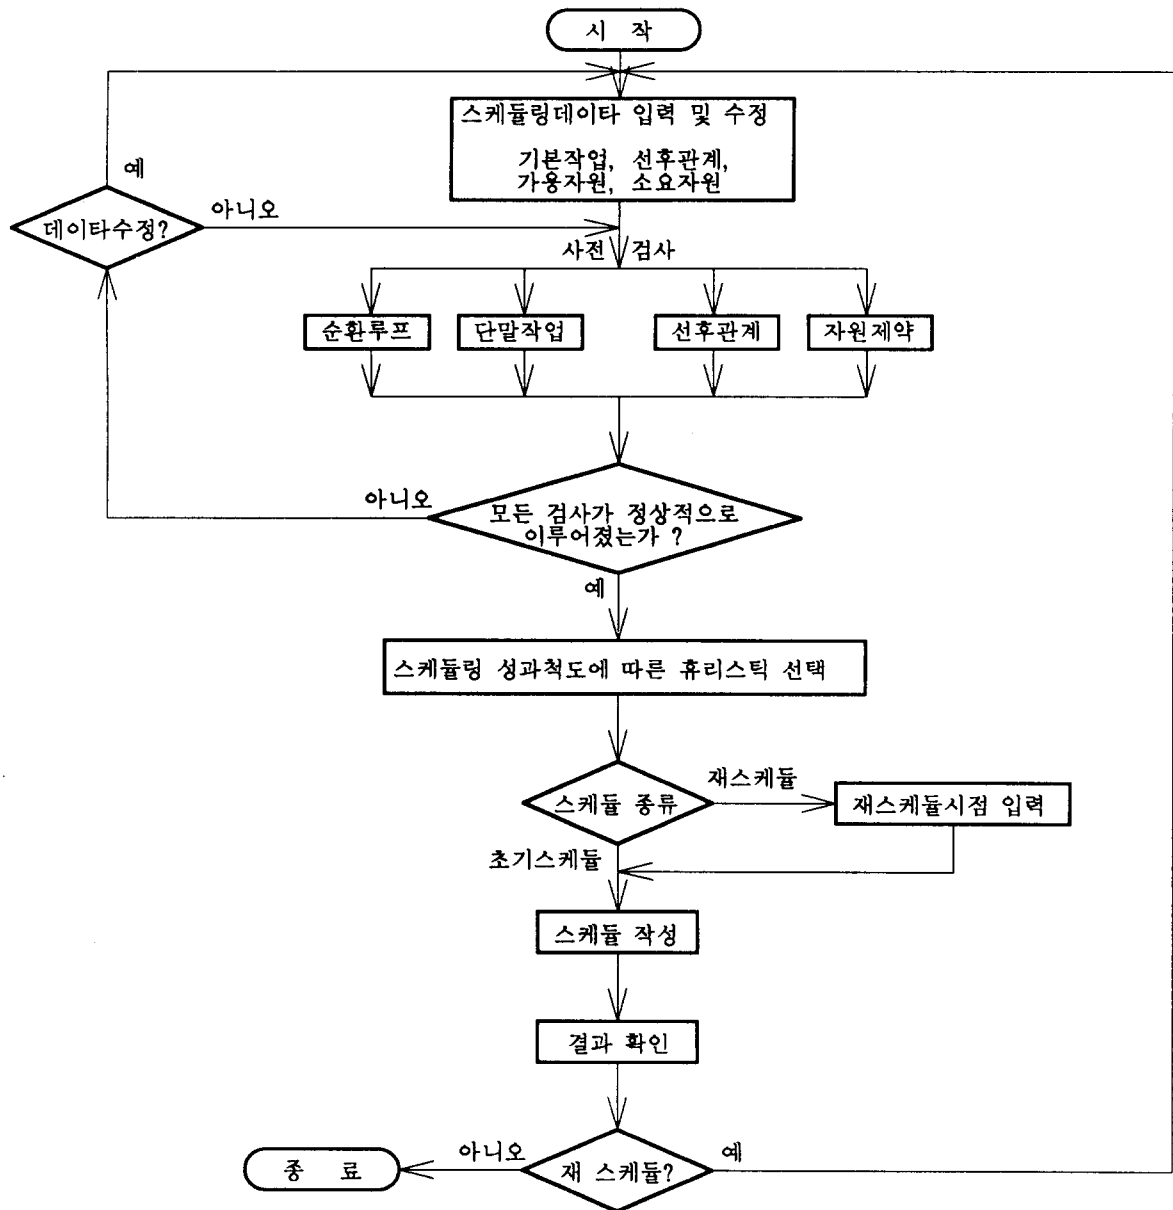 시 작
스케듈링데이타 입력 및 수정
기본작업, 선후관계,
가용자원, 소요자원
예
데이타수정?
아니오
사전 검사
순환루프
단말작업
선후관계
자원제약
아니오
모든 검사가 정상적으로
이루어졌는가 ?
예
스케듈링 성과척도에 따른 휴리스틱 선택
스케듈 종류
재스케듈
재스케듈시점 입력
초기스케듈
스케듈 작성
결과 확인
재 스케듈?
아니오
예
종 료